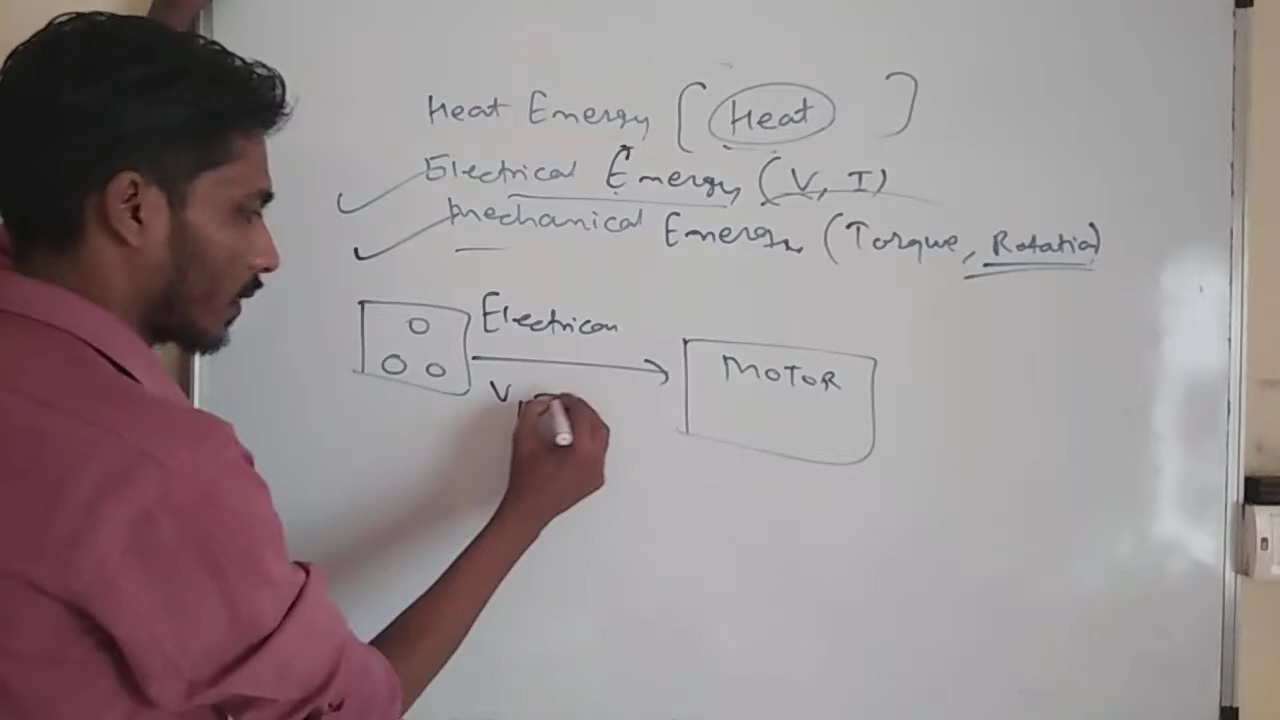 Heat Energy [Heat]
Electrical Energy (V, I)
Mechanical Energy (Torque, Rotation)
Electrical
MOTOR
V,